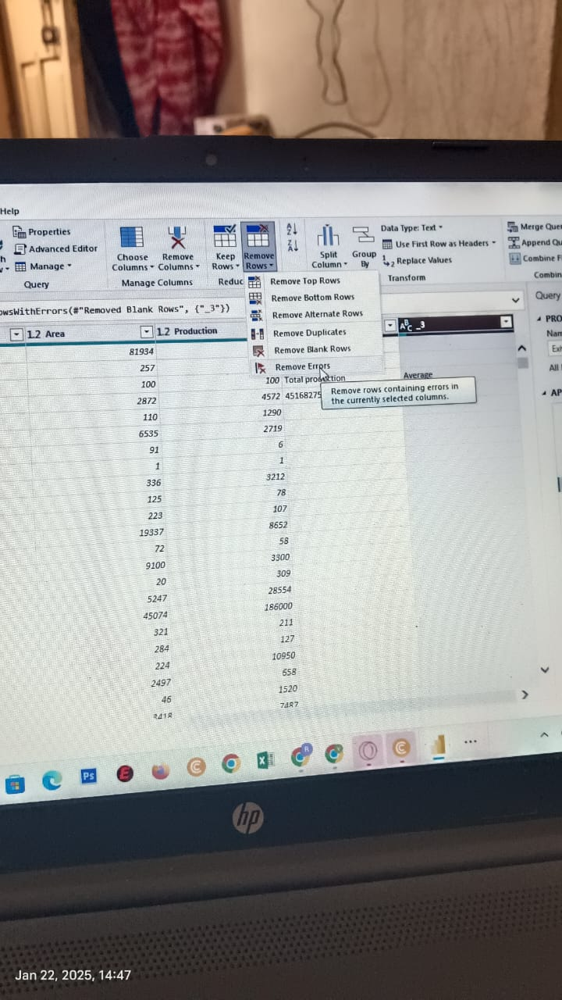 Help
Properties
Advanced Editor
Manage
Query
Choose
Columns
Remove
Columns
Manage Columns
Keep
Rows
Remove
Rows
Reduc
A
Z
Z
A
Split
Column
Group
By
Data Type: Text
Use First Row as Headers
1
2 Replace Values
Transform
Merge Quer
Append Qu
Combine F
Combin
Remove Top Rows
Remove Bottom Rows
Remove Alternate Rows
Remove Duplicates
Remove Blank Rows
Remove Errors
Remove rows containing errors in
the currently selected columns.
owsWithErrors(#"Removed Blank Rows", {"_3"})
Query
PRO
Nam
All
AP
1.2 Area
1.2 Production
ABC _3
81934
257
100 100 Total production Average
2872 4572 45168275
110 1290
6535 2719
91 6
1 1
336 3212
125 78
223 107
19337 8652
72 58
9100 3300
20 309
5247 28554
45074 186000
321 211
284 127
224 10950
2497 658
46 1520
3418 7487
Ps
E
C
X
R
C
hp
Jan 22, 2025, 14:47